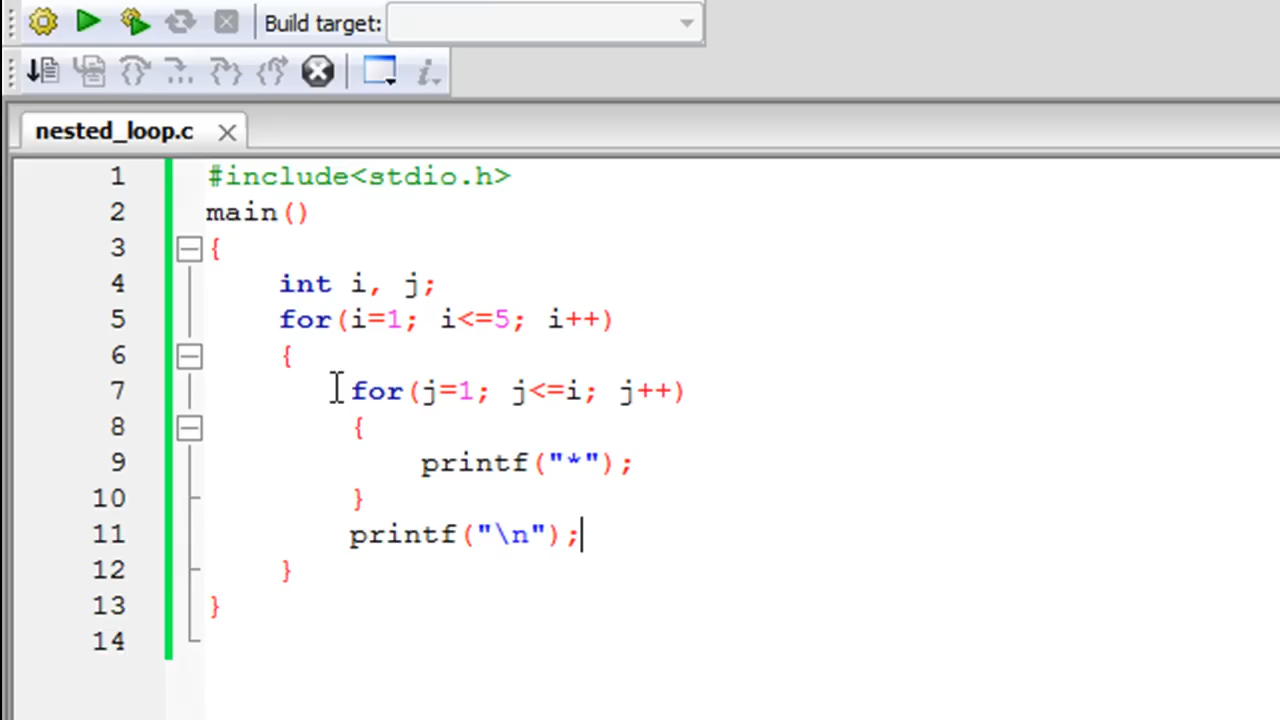 Build target:
nested_loop.c
1 #include<stdio.h>
2 main()
3 {
4 int i, j;
5 for(i=1; i<=5; i++)
6 {
7 for(j=1; j<=i; j++)
8 {
9 printf("*");
10 }
11 printf("\n");
12 }
13 }
14